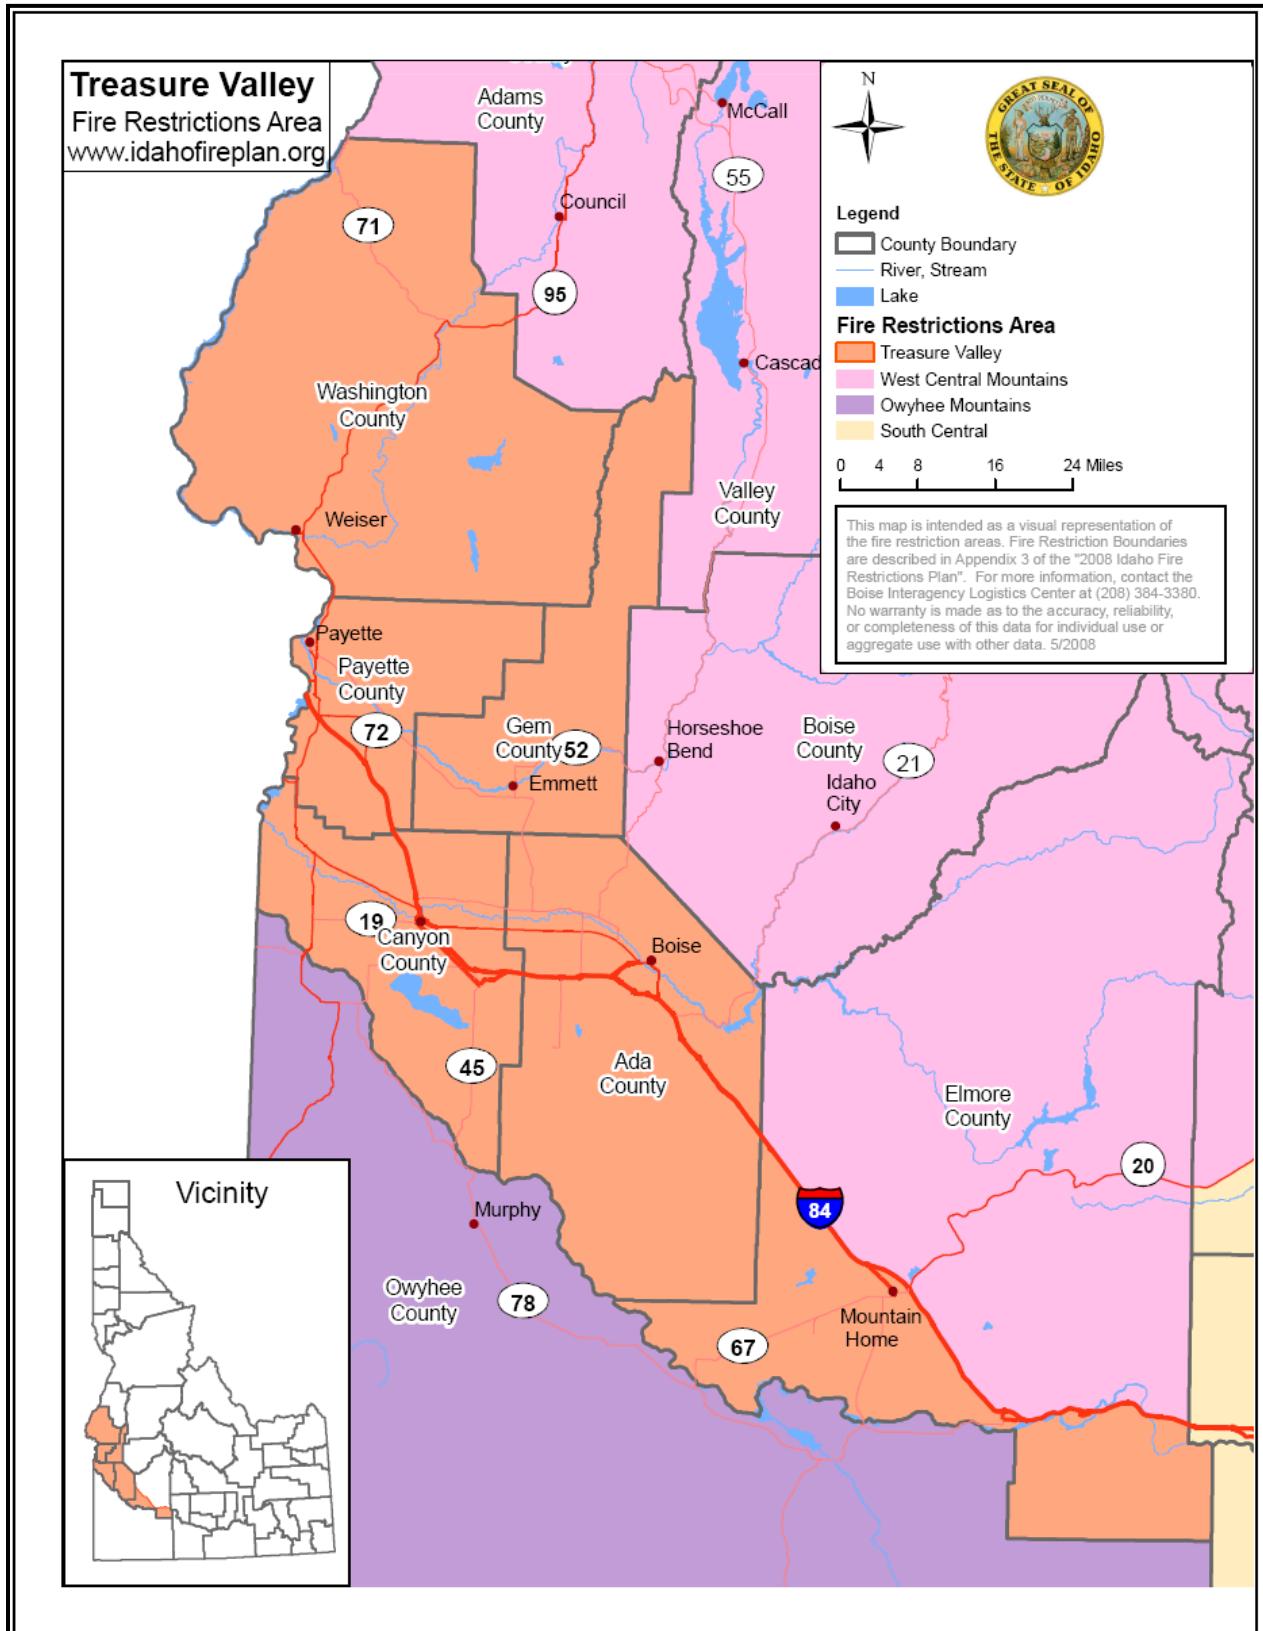 Treasure Valley
Fire Restrictions Area
www.idahofireplan.org
Adams
County
McCall
55
Council
71
95
Cascad
Washington
County
Valley
County
Weiser
Payette
Payette
County
72
Gem
County
52
Emmett
Horseshoe
Bend
Boise
County
21
Idaho
City
19
Canyon
County
Boise
45
Ada
County
Elmore
County
20
84
Murphy
Owyhee
County
78
Mountain
Home
67
N
GREAT SEAL OF
THE STATE OF IDAHO
Legend
County Boundary
River, Stream
Lake
Fire Restrictions Area
Treasure Valley
West Central Mountains
Owyhee Mountains
South Central
0 4 8 16 24 Miles
This map is intended as a visual representation of
the fire restriction areas. Fire Restriction Boundaries
are described in Appendix 3 of the "2008 Idaho Fire
Restrictions Plan". For more information, contact the
Boise Interagency Logistics Center at (208) 384-3380.
No warranty is made as to the accuracy, reliability,
or completeness of this data for individual use or
aggregate use with other data. 5/2008
Vicinity